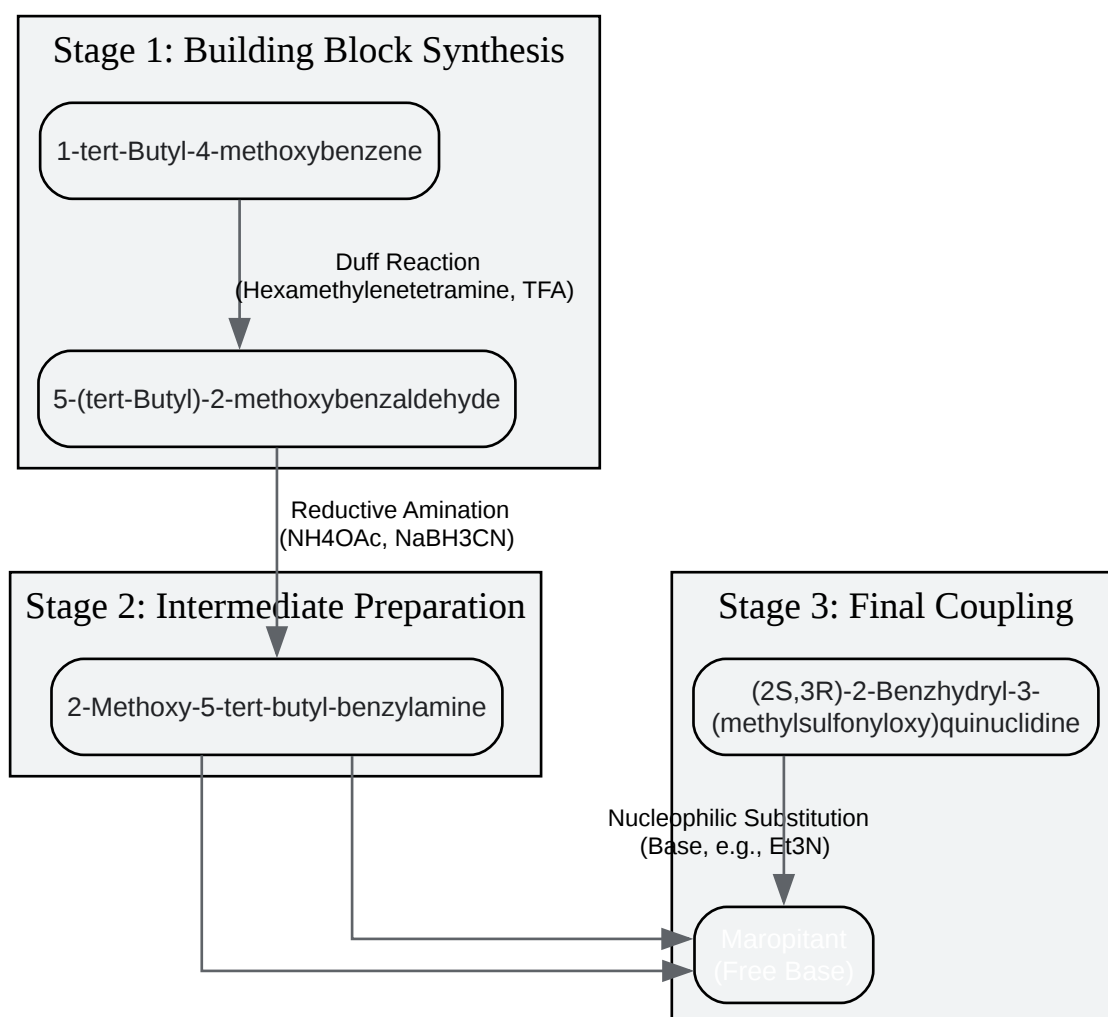 Stage 1: Building Block Synthesis
1-tert-Butyl-4-methoxybenzene
Duff Reaction
(Hexamethylenetetramine, TFA)
5-(tert-Butyl)-2-methoxybenzaldehyde
Reductive Amination
(NH4OAc, NaBH3CN)
Stage 2: Intermediate Preparation
2-Methoxy-5-tert-butyl-benzylamine
Stage 3: Final Coupling
(2S,3R)-2-Benzhydryl-3-
(methylsulfonyloxy)quinuclidine
Nucleophilic Substitution
(Base, e.g., Et3N)
Maropitant
(Free Base)